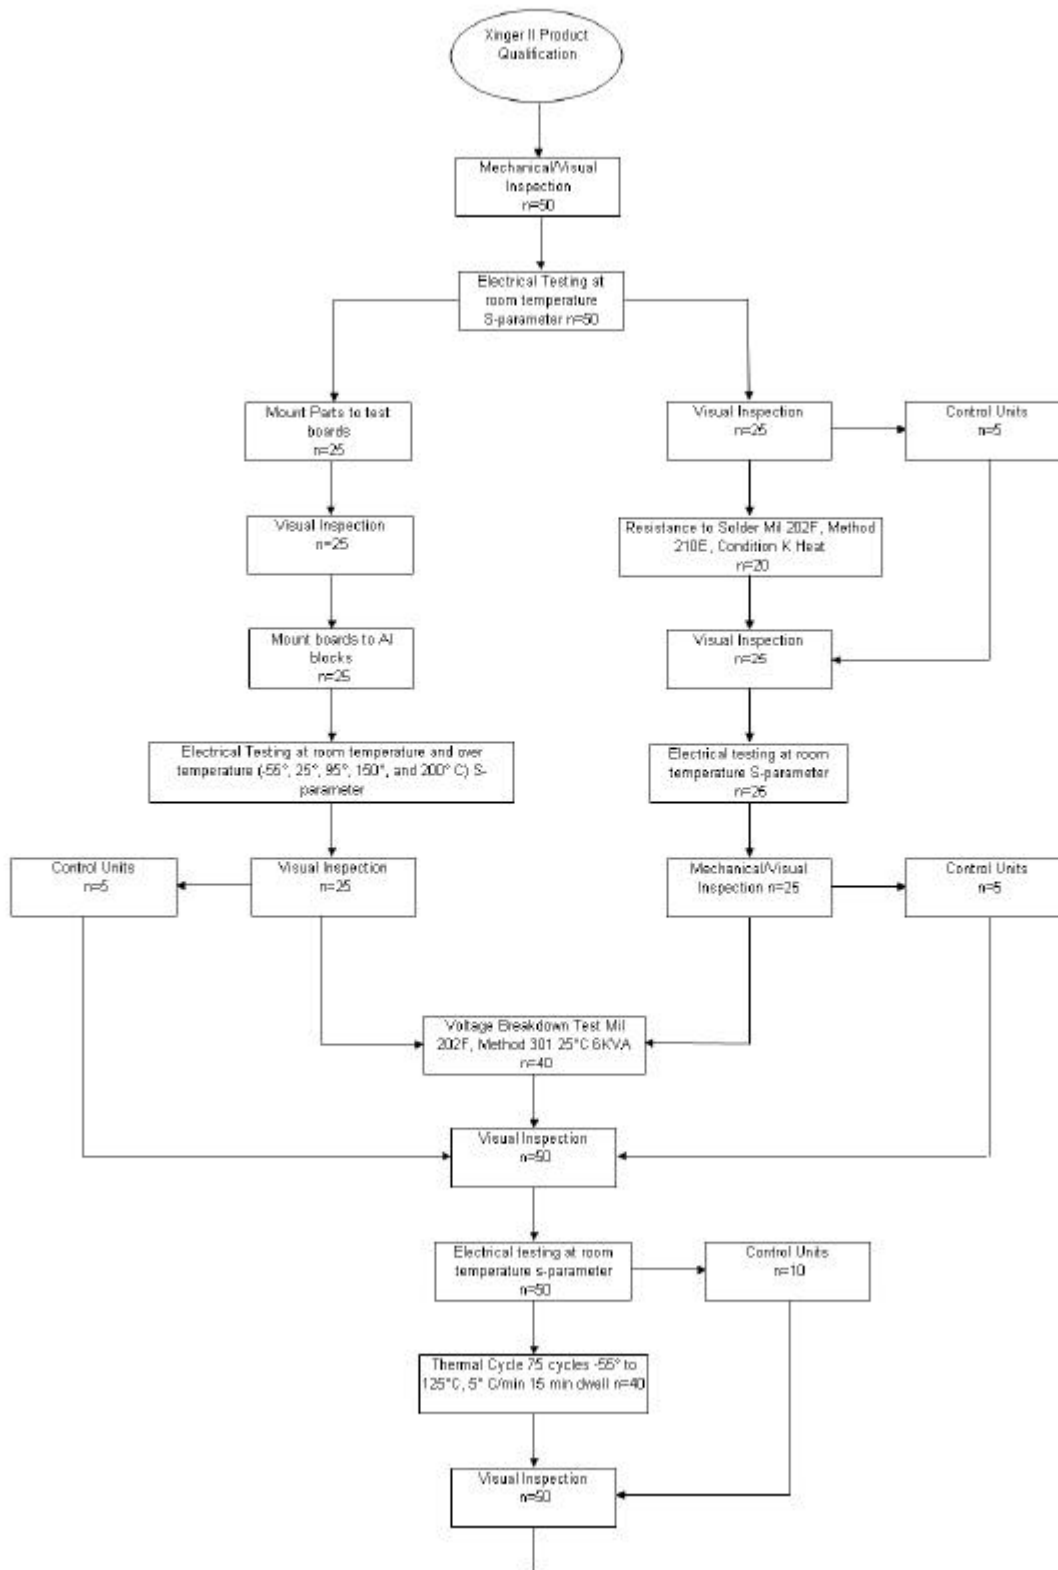 Xinger II Product
Qualification
Mechanical/Visual
Inspection
n=50
Electrical Testing at
room temperature
S-parameter n=50
Mount Parts to test
boards
n=25
Visual Inspection
n=25
Control Units
n=5
Visual Inspection
n=25
Resistance to Solder Mil 202F, Method
210E, Condition K Heat
n=20
Mount boards to Al
blocks
n=25
Visual Inspection
n=25
Electrical Testing at room temperature and over
temperature (-55°, 25°, 95°, 150°, and 200° C) S-
parameter
Electrical testing at room
temperature S-parameter
n=25
Control Units
n=5
Visual Inspection
n=25
Mechanical/Visual
Inspection n=25
Control Units
n=5
Voltage Breakdown Test Mil
202F, Method 301 25°C 6KVA
n=40
Visual Inspection
n=50
Electrical testing at room
temperature s-parameter
n=50
Control Units
n=10
Thermal Cycle 75 cycles -55° to
125°C, 5° C/min 15 min dwell n=40
Visual Inspection
n=50